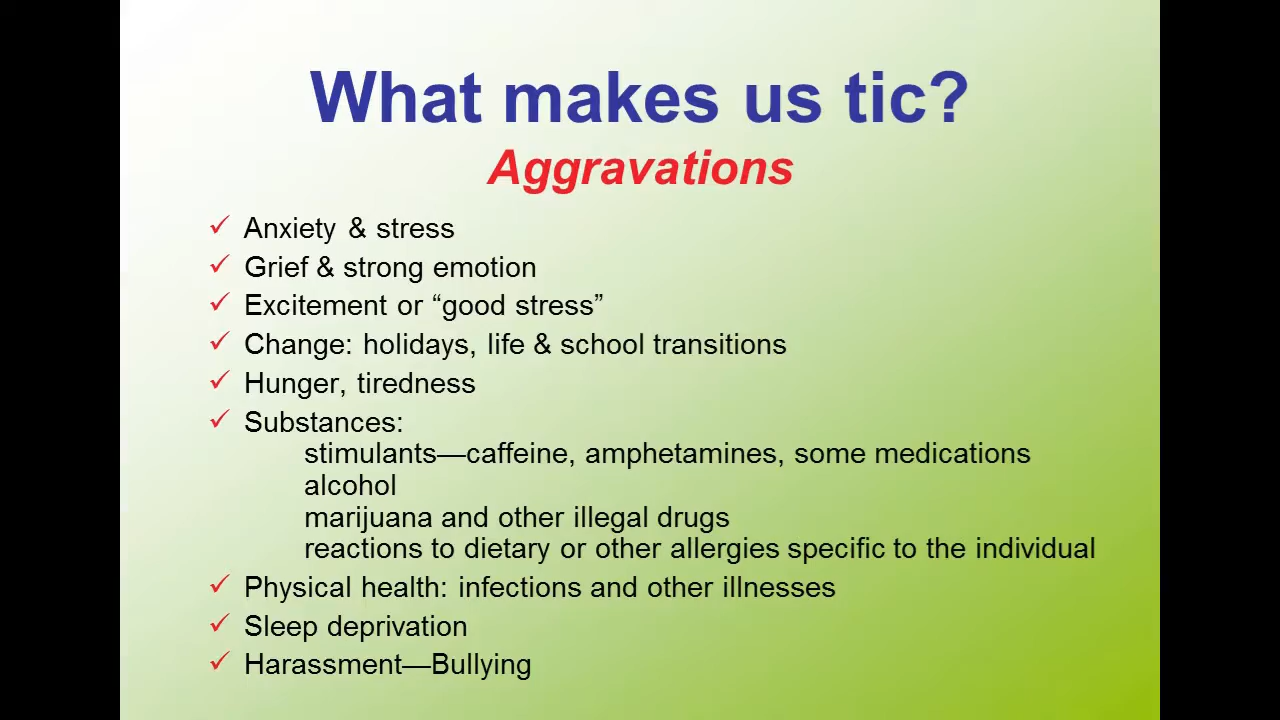 What makes us tic?
Aggravations
✓ Anxiety & stress
✓ Grief & strong emotion
✓ Excitement or “good stress”
✓ Change: holidays, life & school transitions
✓ Hunger, tiredness
✓ Substances:
stimulants—caffeine, amphetamines, some medications
alcohol
marijuana and other illegal drugs
reactions to dietary or other allergies specific to the individual
✓ Physical health: infections and other illnesses
✓ Sleep deprivation
✓ Harassment—Bullying